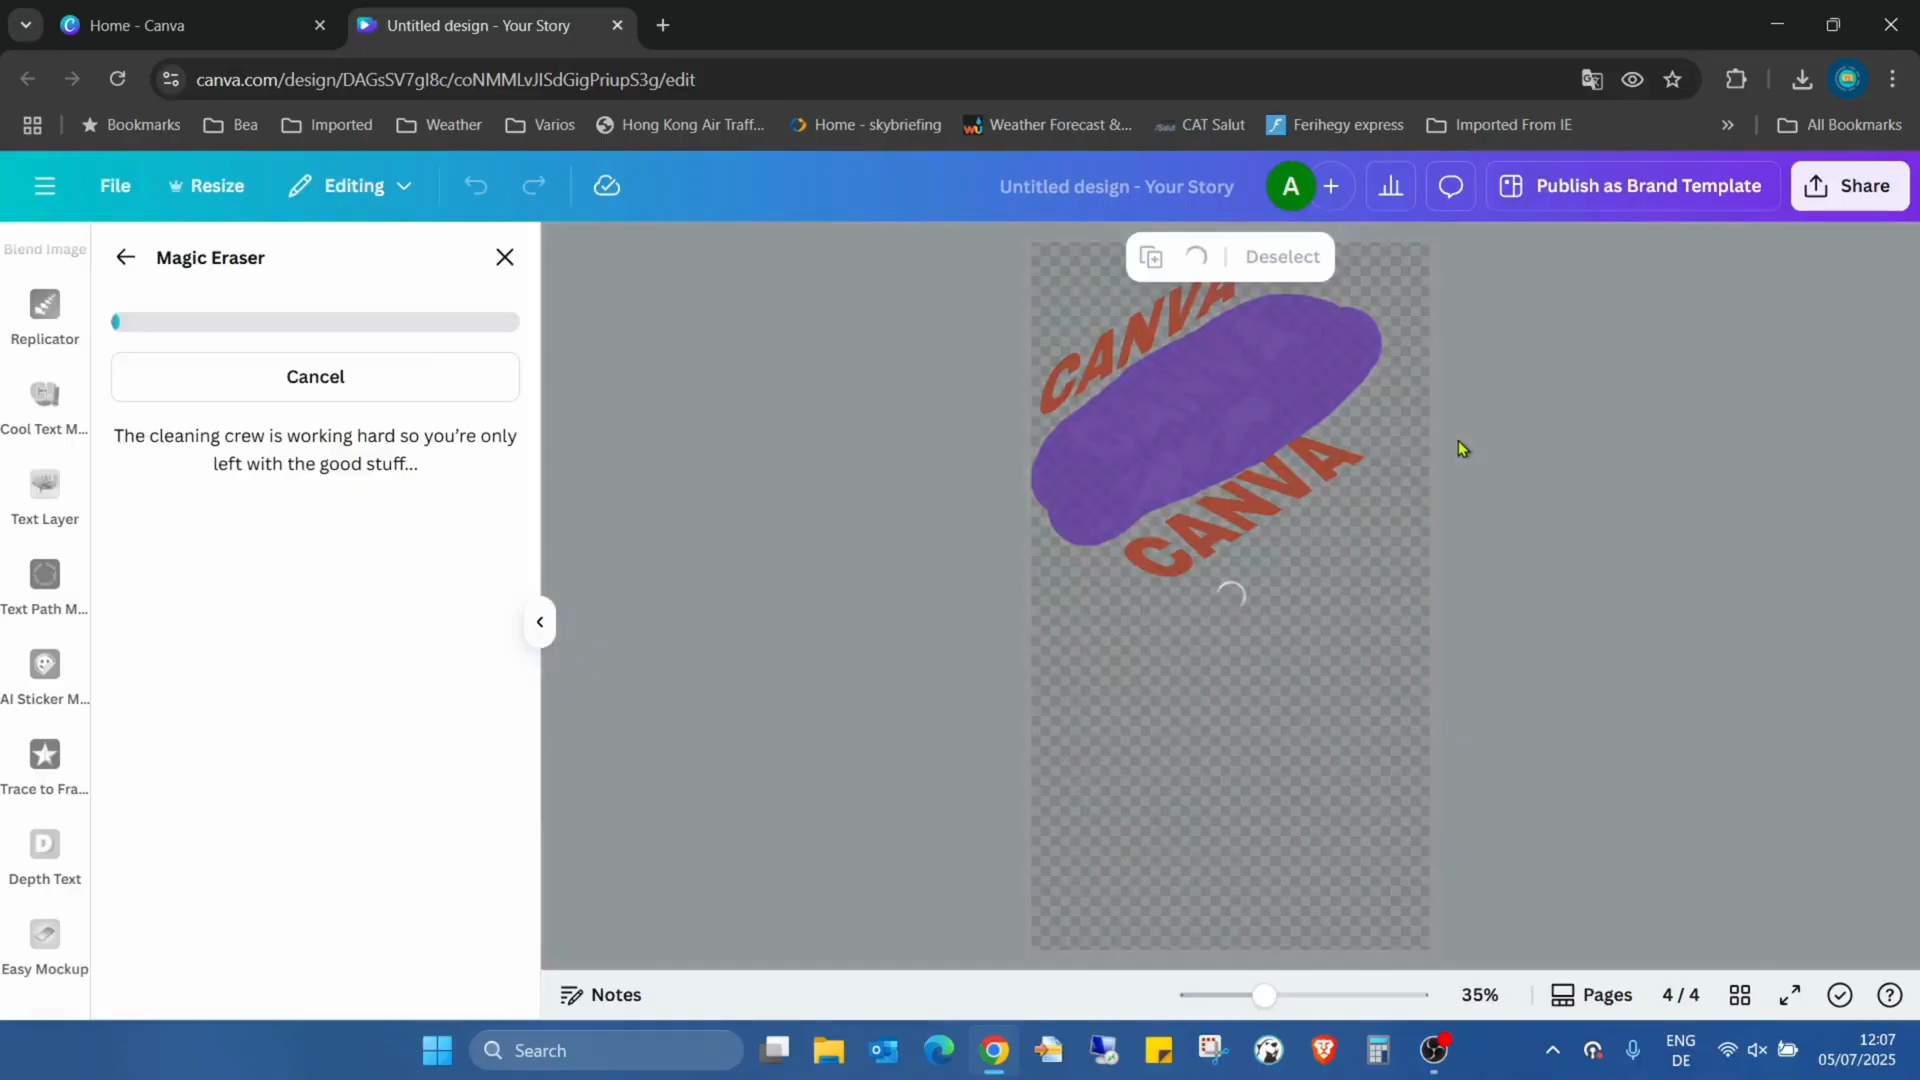 Home - Canva
Untitled design - Your Story
canva.com/design/DAGsSV7gI8c/coNMMLvJISdGigPriupS3g/edit
Bookmarks
Bea
Imported
Weather
Varios
Hong Kong Air Traff...
Home - skybriefing
Weather Forecast &...
CAT Salut
Ferihegy express
Imported From IE
All Bookmarks
File
Resize
Editing
Untitled design - Your Story
A
Publish as Brand Template
Share
Blend Image
Replicator
Cool Text M...
Text Layer
Text Path M...
AI Sticker M...
Trace to Fra...
Depth Text
Easy Mockup
Magic Eraser
Cancel
The cleaning crew is working hard so you're only
left with the good stuff...
Deselect
CANVA
CANVA
Notes
35%
Pages
4 / 4
Search
ENG
DE
12:07
05/07/2025